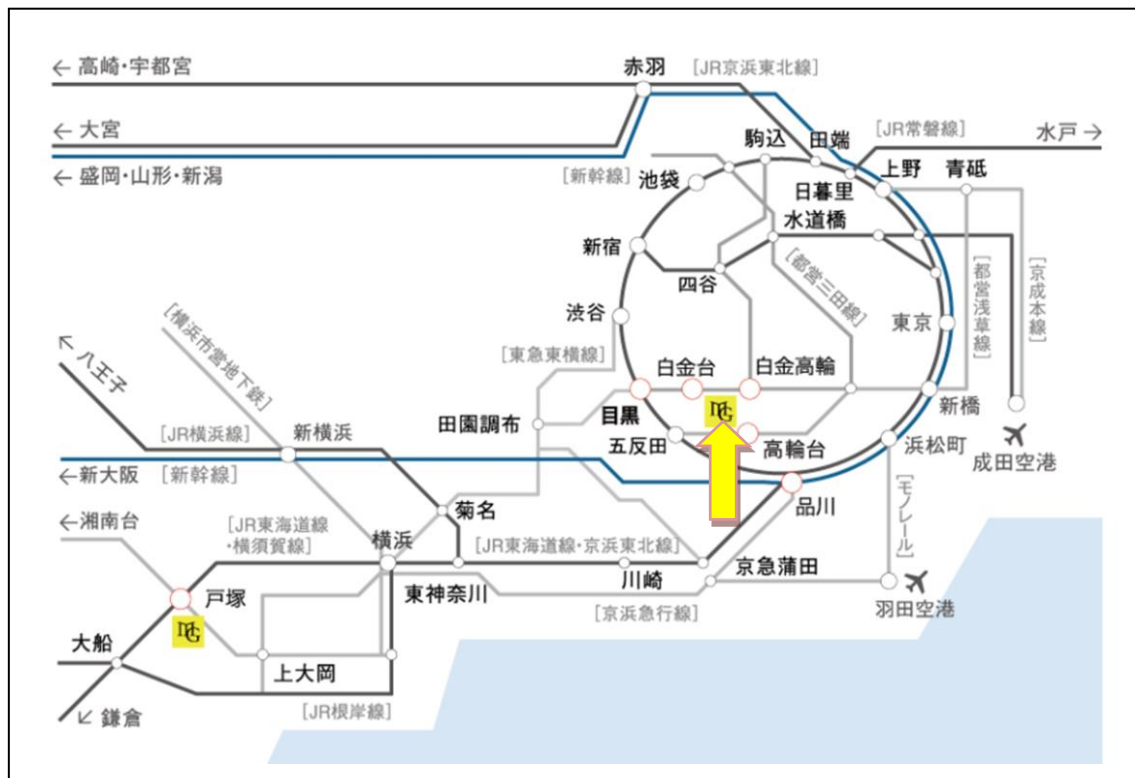 ← 高崎・宇都宮
赤羽
[JR京浜東北線]
← 大宮
駒込
田端
[JR常磐線]
水戸 →
← 盛岡・山形・新潟
[新幹線]
池袋
日暮里
上野
青砥
水道橋
新宿
四谷
[都営三田線]
[都営浅草線]
[京成本線]
渋谷
東京
[横浜市営地下鉄]
[東急東横線]
白金台
白金高輪
↖ 八王子
目黒
新橋
田園調布
五反田
高輪台
浜松町
成田空港
[JR横浜線]
新横浜
← 新大阪
[新幹線]
品川
[モノレール]
菊名
← 湘南台
[JR東海道線
・横須賀線]
横浜
[JR東海道線・京浜東北線]
川崎
京急蒲田
戸塚
東神奈川
[京浜急行線]
羽田空港
大船
上大岡
↙ 鎌倉
[JR根岸線]